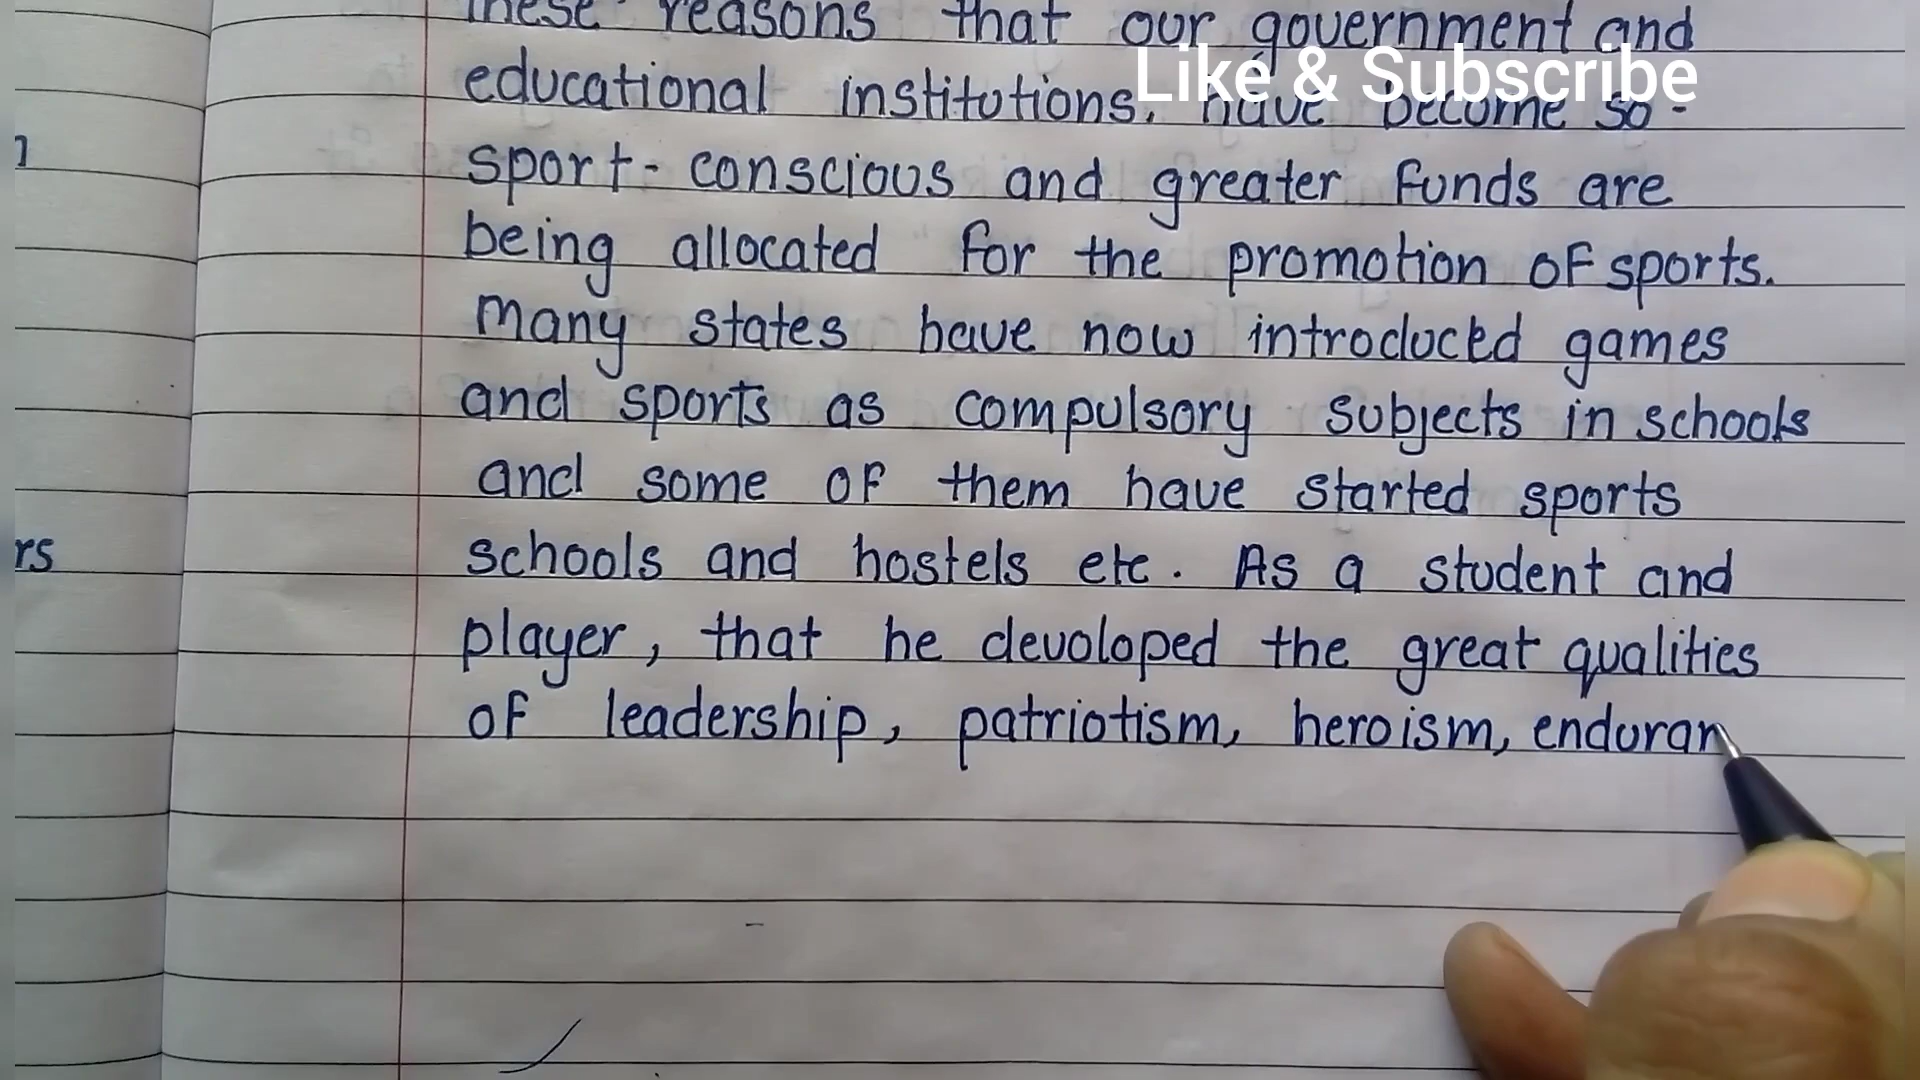 these reasons that our government and
Like & Subscribe
educational institutions, have become so-
sport-conscious and greater funds are
being allocated for the promotion of sports.
many states have now introduced games
and sports as compulsory subjects in schools
and some of them have started sports
schools and hostels etc. As a student and
player, that he devoloped the great qualities
of leadership, patriotism, heroism, enduran
rs